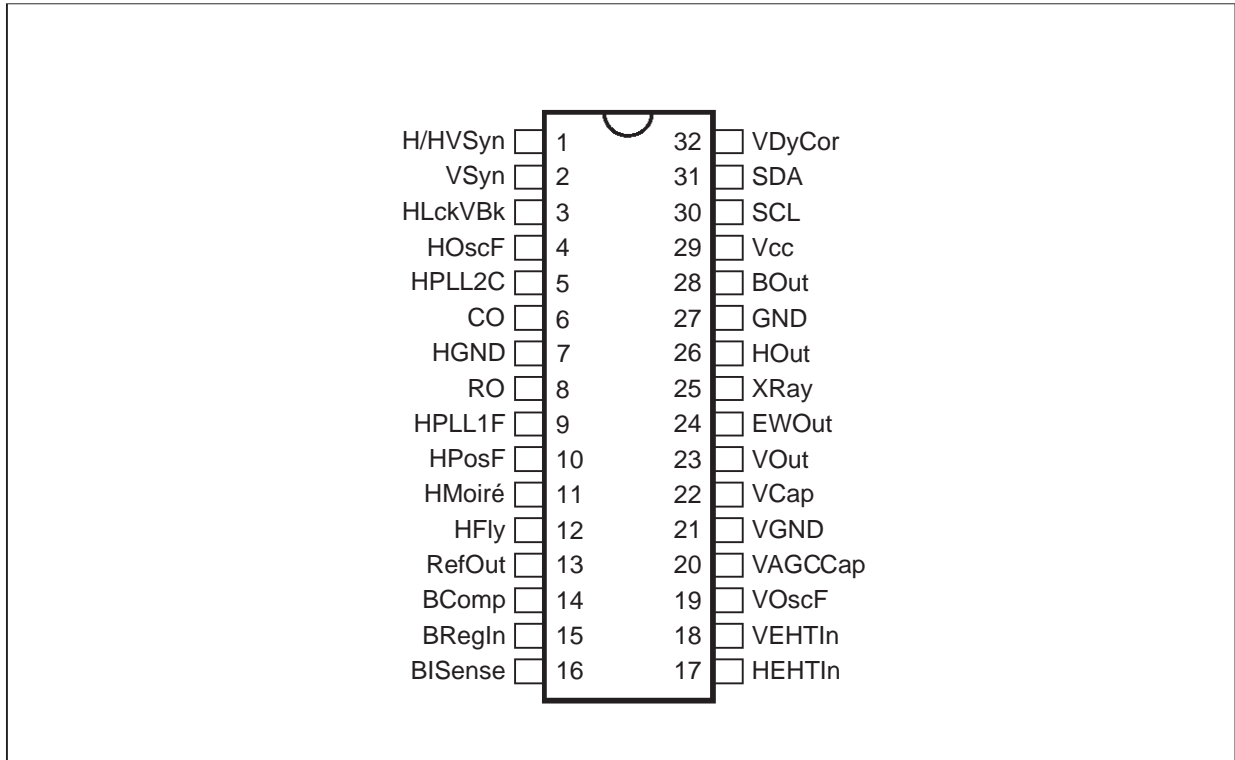 H/HVSyn 1 32 VDyCor
VSyn 2 31 SDA
HLckVBk 3 30 SCL
HOscF 4 29 Vcc
HPLL2C 5 28 BOut
CO 6 27 GND
HGND 7 26 HOut
RO 8 25 XRay
HPLL1F 9 24 EWOut
HPosF 10 23 VOut
HMoiré 11 22 VCap
HFly 12 21 VGND
RefOut 13 20 VAGCCap
BComp 14 19 VOscF
BRegIn 15 18 VEHTIn
BISense 16 17 HEHTIn